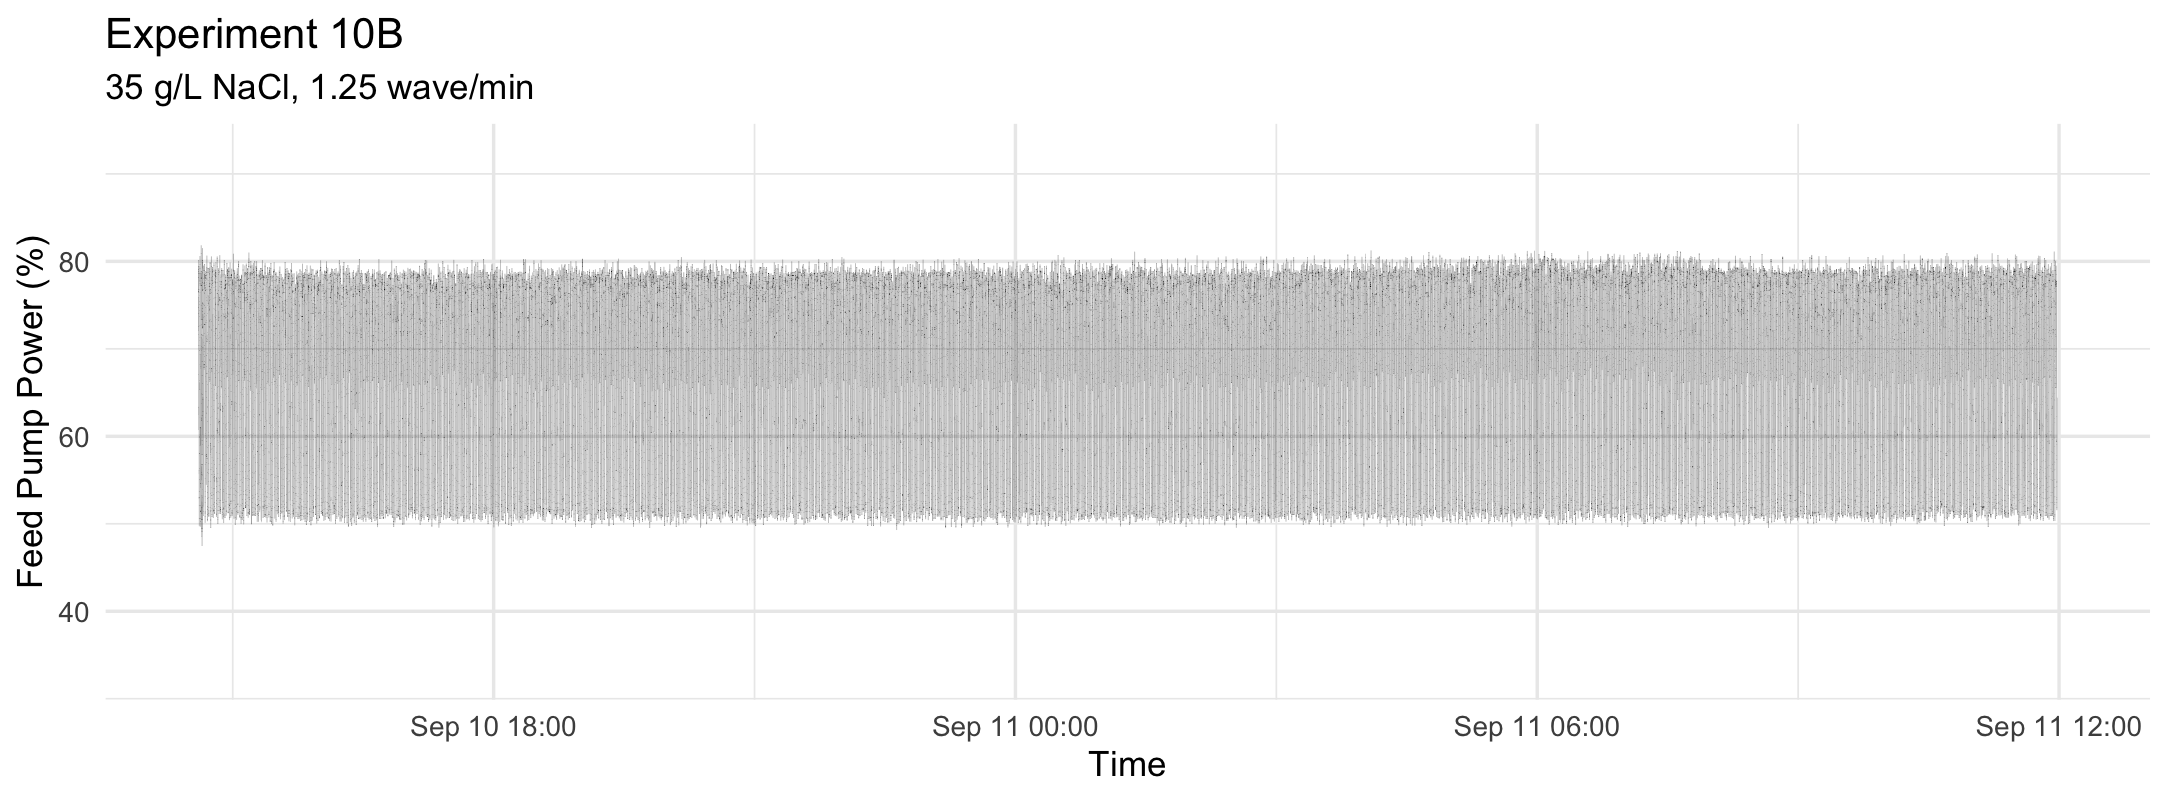 Experiment 10B
35 g/L NaCl, 1.25 wave/min
Feed Pump Power (%)
80
60
40
Sep 10 18:00
Sep 11 00:00
Sep 11 06:00
Sep 11 12:00
Time